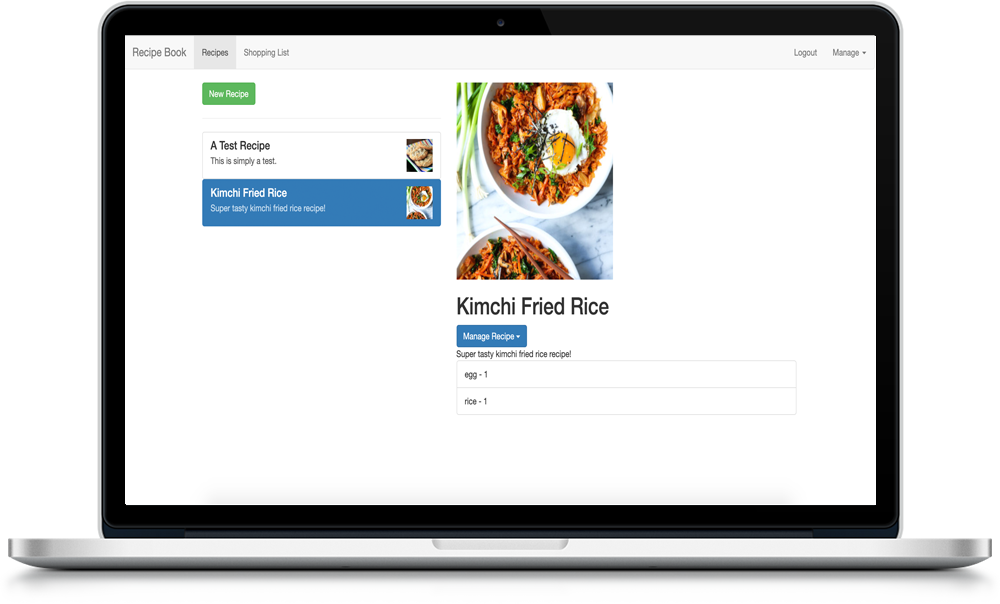 Recipe Book Recipes Shopping List Logout Manage
New Recipe
A Test Recipe
This is simply a test.
Kimchi Fried Rice
Super tasty kimchi fried rice recipe!
Kimchi Fried Rice
Manage Recipe
Super tasty kimchi fried rice recipe!
egg - 1
rice - 1